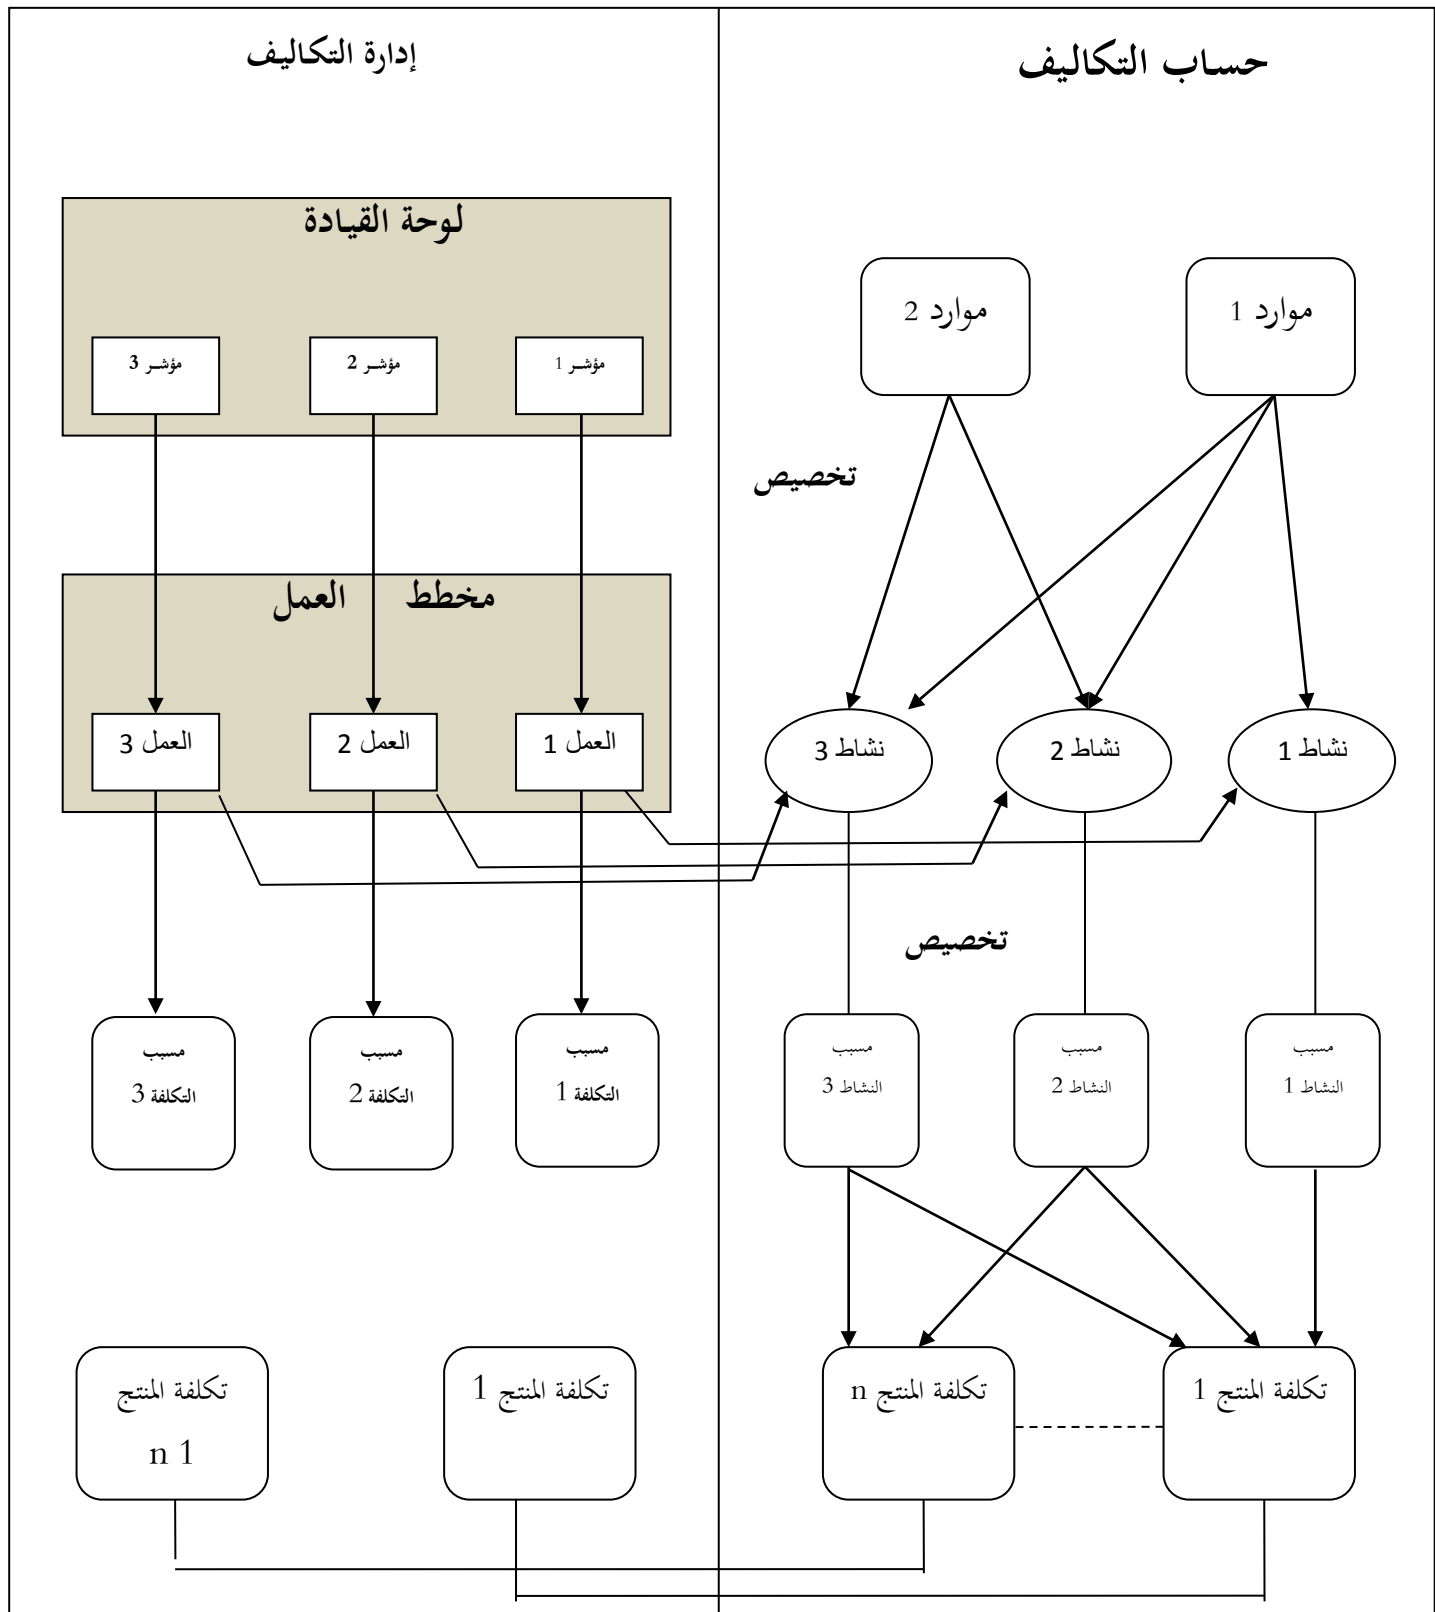 حساب التكاليف
إدارة التكاليف
لوحة القيادة
موارد 1
موارد 2
مؤشر 1
مؤشر 2
مؤشر 3
تخصيص
مخطط العمل
نشاط 1
نشاط 2
نشاط 3
العمل 1
العمل 2
العمل 3
تخصيص
مسبب
النشاط 1
مسبب
النشاط 2
مسبب
النشاط 3
مسبب
التكلفة 1
مسبب
التكلفة 2
مسبب
التكلفة 3
تكلفة المنتج 1
تكلفة المنتج n
تكلفة المنتج 1
تكلفة المنتج
n 1